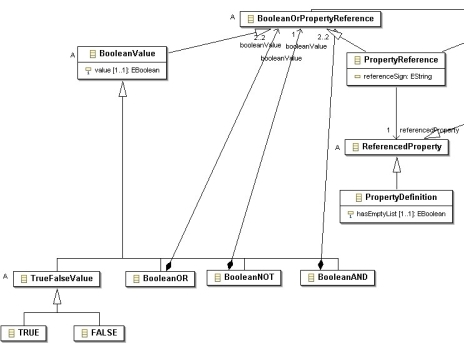 A BooleanOrPropertyReference
2..2 1 2..2
booleanValue booleanValue
booleanValue
A BooleanValue
value [1..1]: EBoolean
PropertyReference
referenceSign: EString
1 referencedProperty
A ReferencedProperty
PropertyDefinition
hasEmptyList [1..1]: EBoolean
A TrueFalseValue BooleanOR BooleanNOT BooleanAND
TRUE FALSE